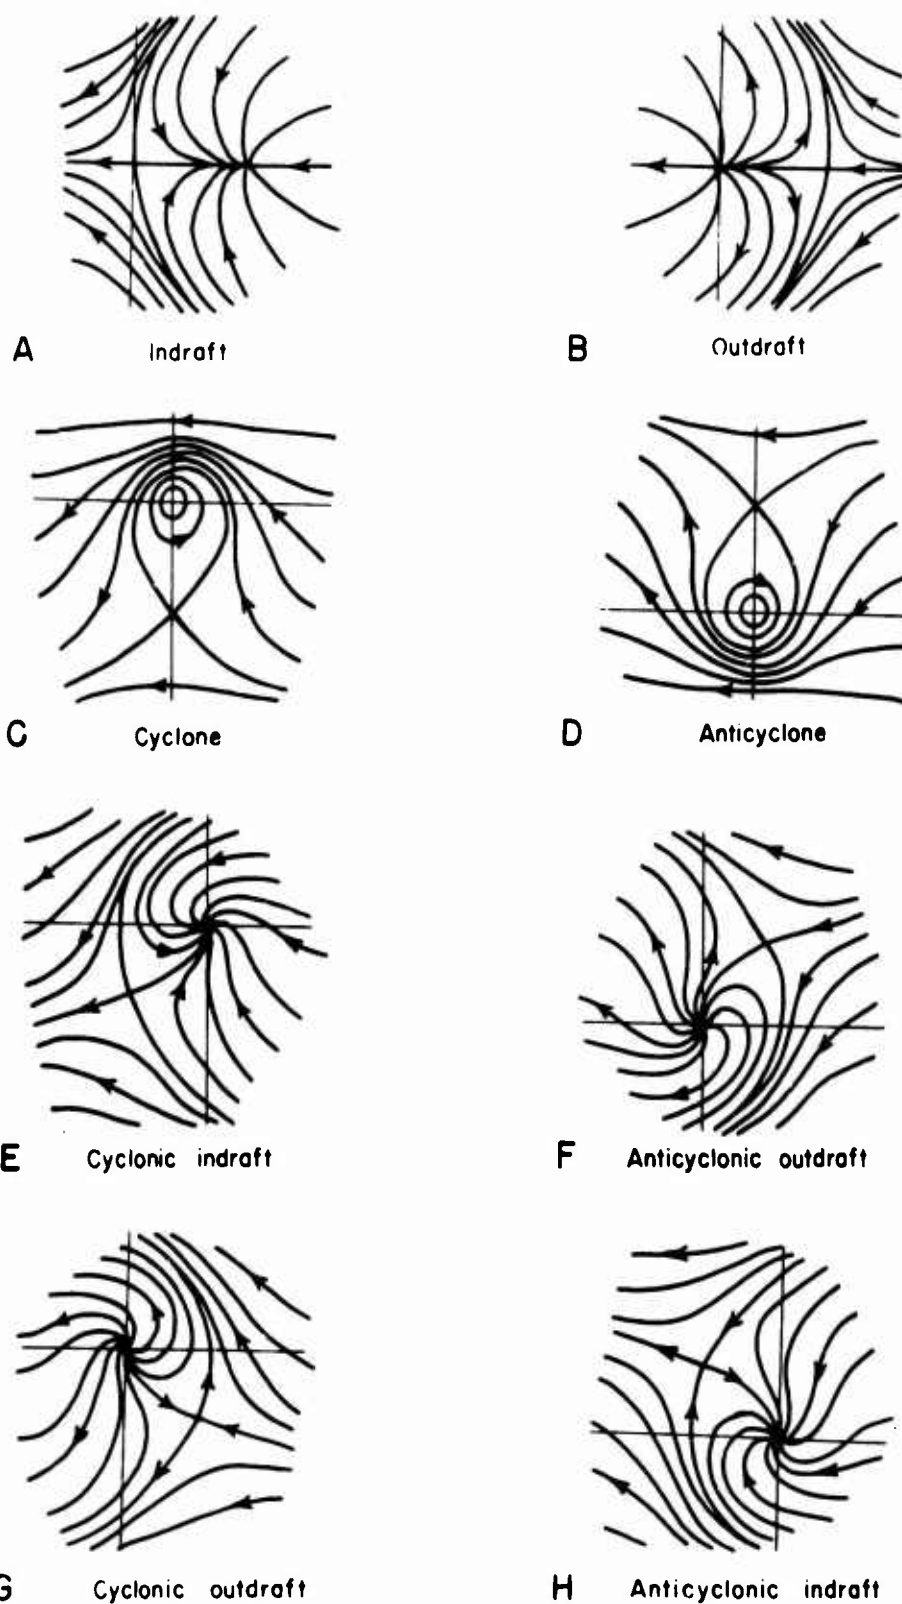 A Indraft
B Outdraft
C Cyclone
D Anticyclone
E Cyclonic indraft
F Anticyclonic outdraft
G Cyclonic outdraft
H Anticyclonic indraft